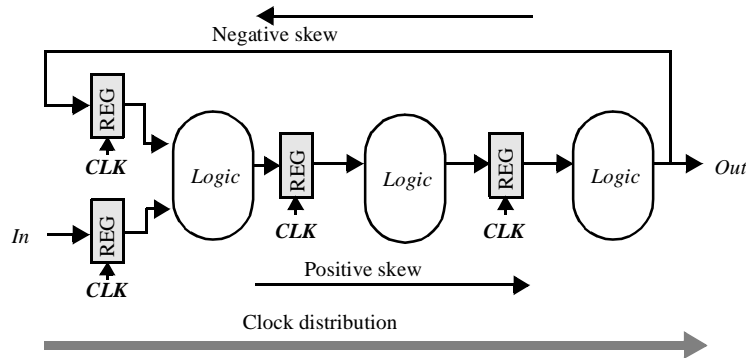 Negative skew
REG
CLK
Logic
REG
CLK
Logic
REG
CLK
Logic
Out
In
REG
CLK
Positive skew
Clock distribution